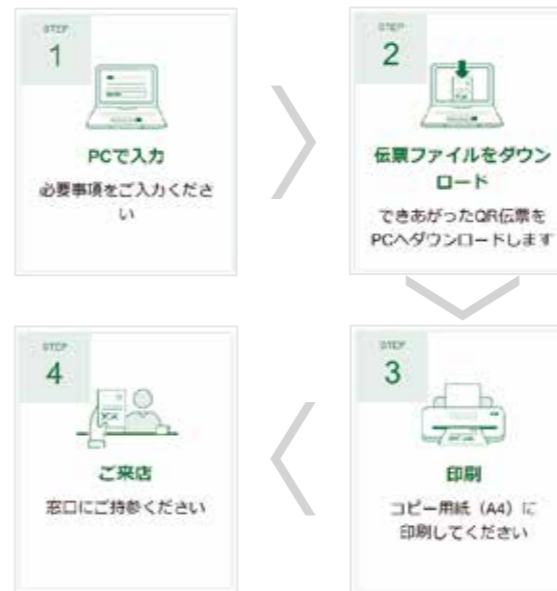 STEP
1
PCで入力
必要事項をご入力くださ
い
STEP
2
伝票ファイルをダウン
ロード
できあがったQR伝票を
PCへダウンロードします
STEP
3
印刷
コピー用紙（A4）に
印刷してください
STEP
4
ご来店
窓口にご持参ください